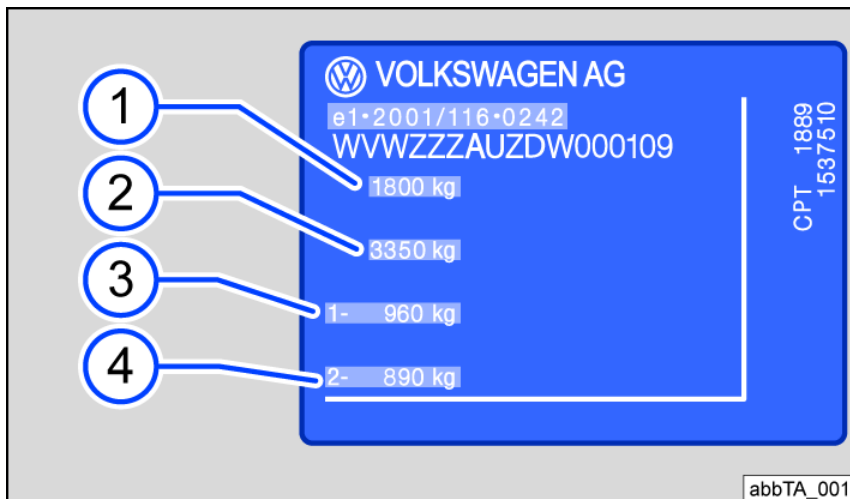 VOLKSWAGEN AG
e1•2001/116•0242
WVWZZZAUZDW000109
1
1800 kg
2
3350 kg
3
1- 960 kg
4
2- 890 kg
CPT 1889
1537510
abbTA_001